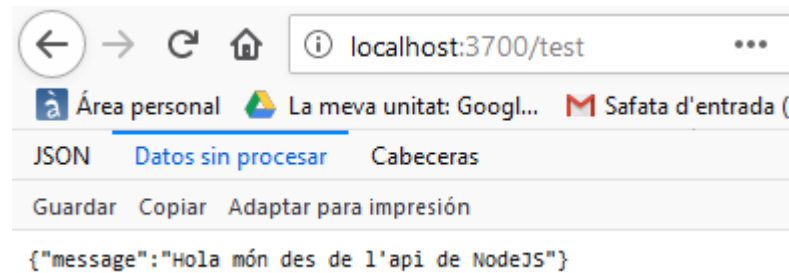 localhost:3700/test
à Área personal La meva unitat: Googl... Safata d'entrada (
JSON Datos sin procesar Cabeceras
Guardar Copiar Adaptar para impresión
{"message":"Hola món des de l'api de NodeJS"}